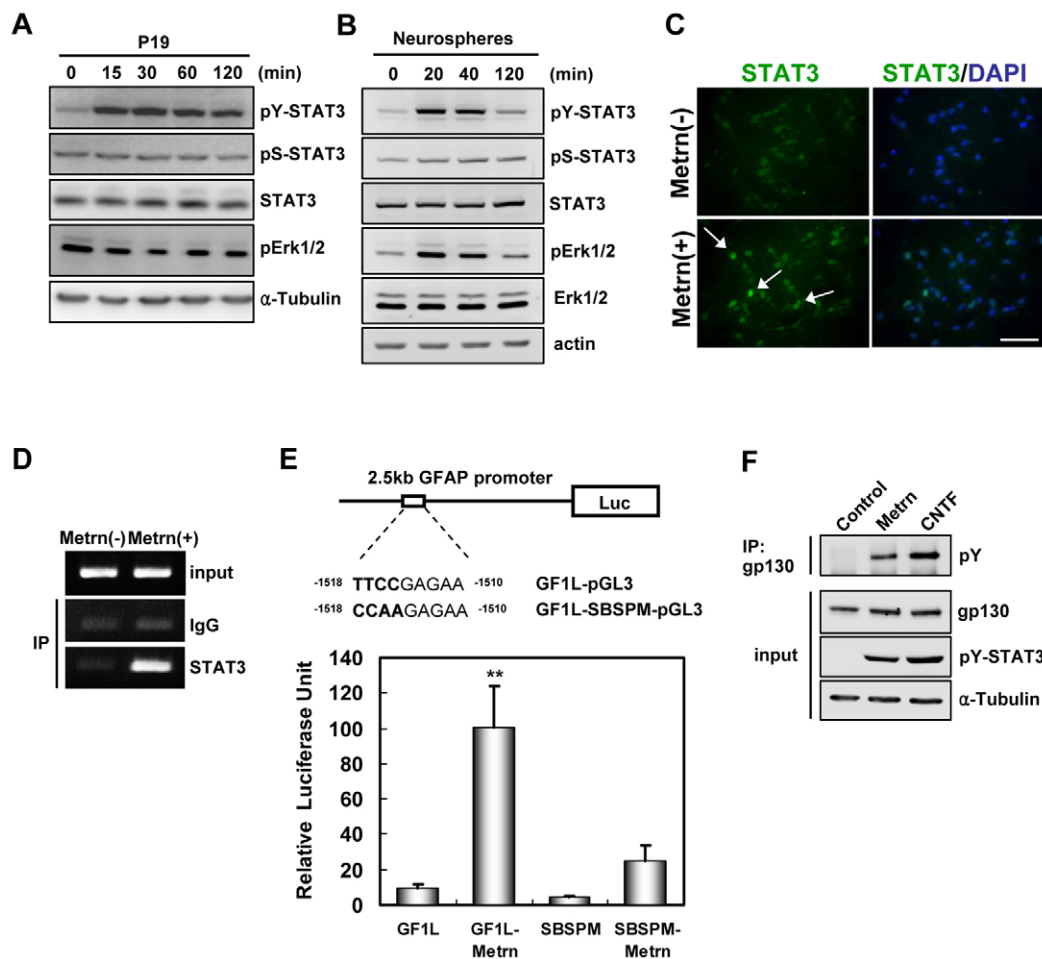 A
P19
0 15 30 60 120 (min)
pY-STAT3
pS-STAT3
STAT3
pErk1/2
α-Tubulin
B
Neurospheres
0 20 40 120 (min)
pY-STAT3
pS-STAT3
STAT3
pErk1/2
Erk1/2
actin
C
STAT3 STAT3/DAPI
Metrn(-)
Metrn(+)
D
Metrn(-) Metrn(+)
input
IP
IgG
STAT3
E
2.5kb GFAP promoter
Luc
-1518 TTCCGAGAA -1510 GF1L-pGL3
-1518 CCAAGAGAA -1510 GF1L-SBSPM-pGL3
Relative Luciferase Unit
140
120
100
80
60
40
20
0
**
GF1L GF1L-Metrn SBSPM SBSPM-Metrn
F
Control Metrn CNTF
IP: gp130
pY
input
gp130
pY-STAT3
α-Tubulin